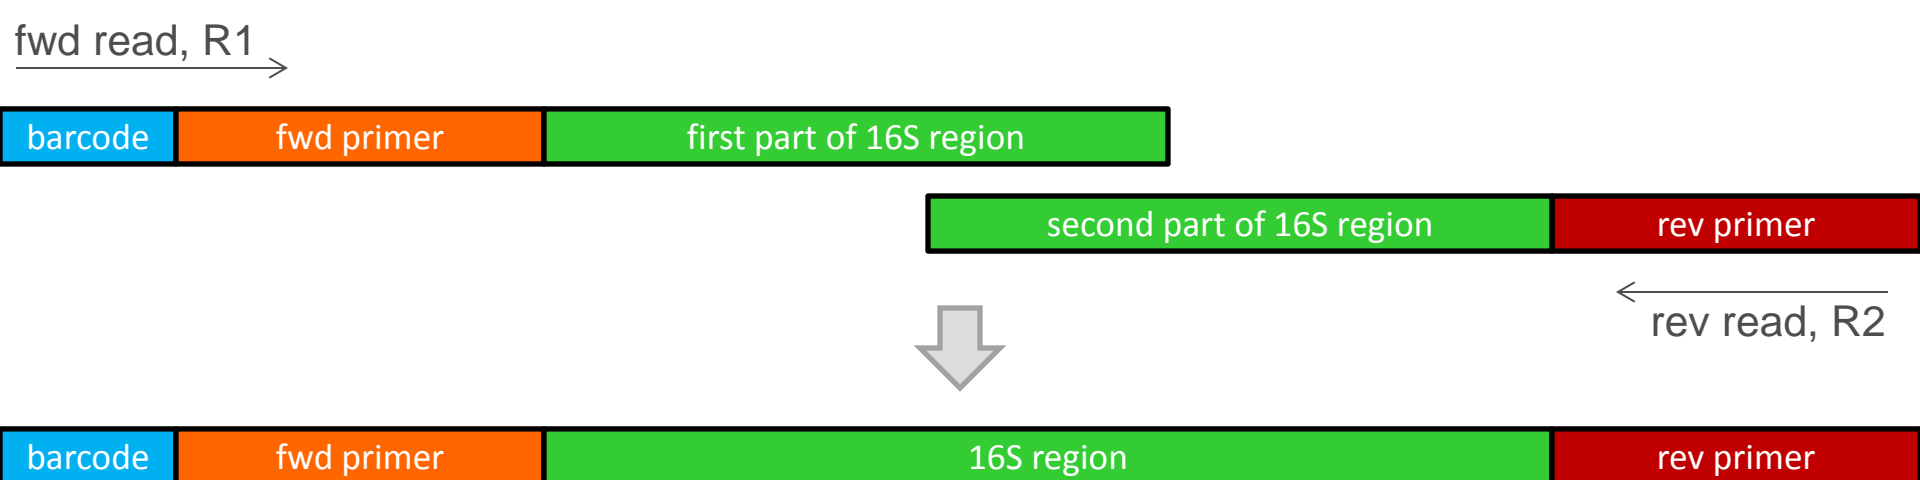 fwd read, R1
barcode fwd primer first part of 16S region
second part of 16S region rev primer
rev read, R2
barcode fwd primer 16S region rev primer